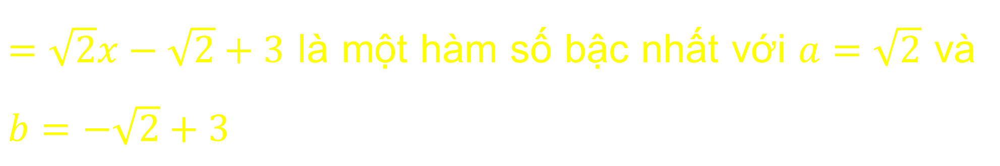 = √2x − √2 + 3 là một hàm số bậc nhất với a = √2 và
b = −√2 + 3